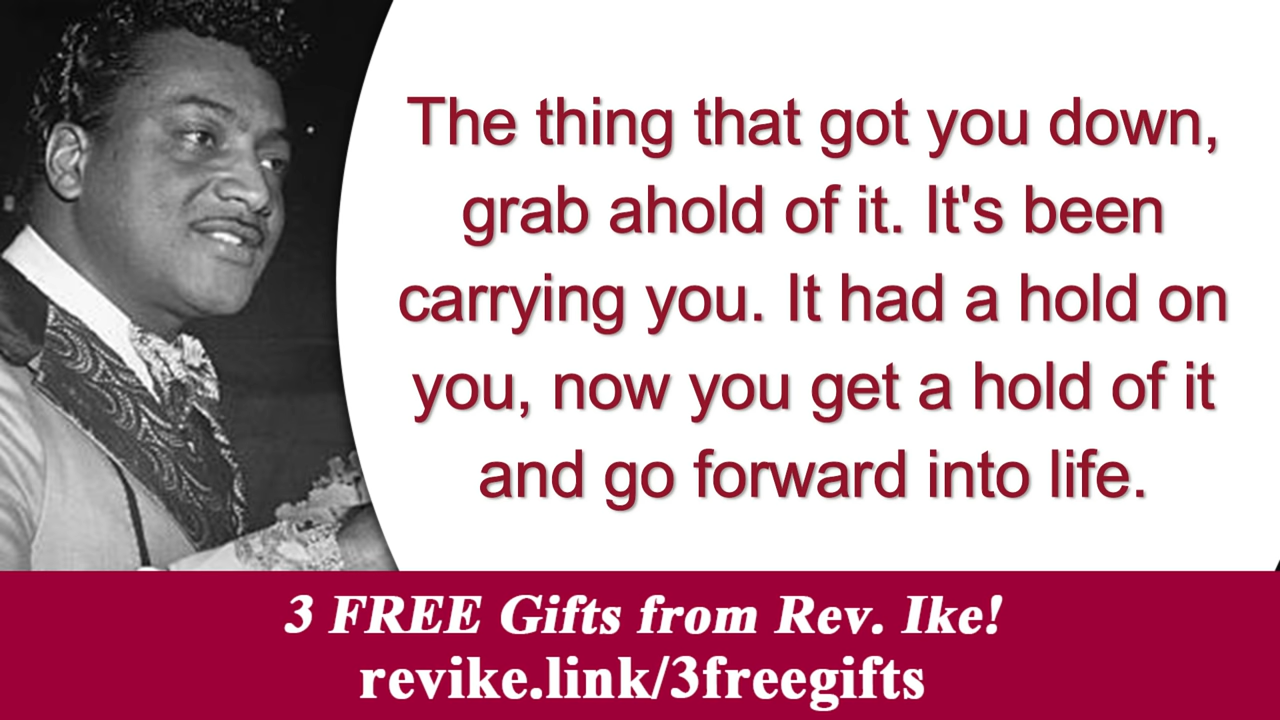 The thing that got you down,
grab ahold of it. It's been
carrying you. It had a hold on
you, now you get a hold of it
and go forward into life.
3 FREE Gifts from Rev. Ike!
revike.link/3freegifts